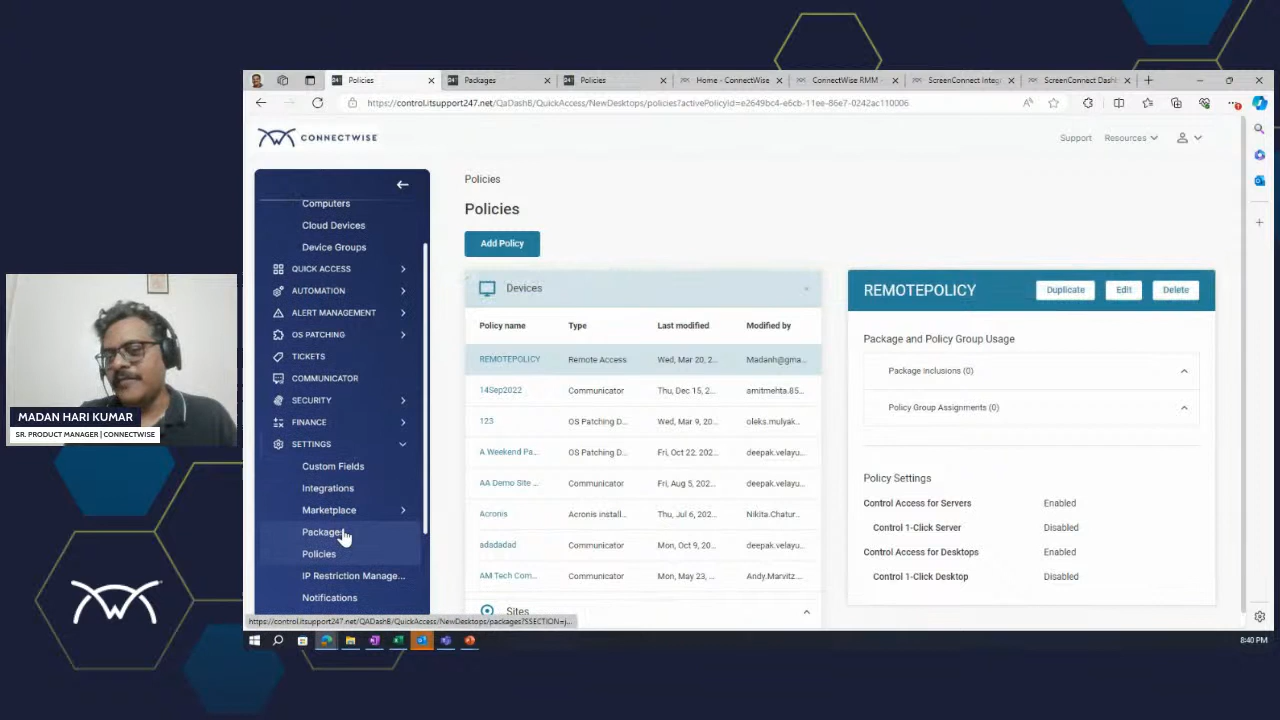 Policies
Packages
Policies
Home - ConnectWise
ConnectWise RMM -
ScreenConnect Integ
ScreenConnect Dash
https://control.itsupport247.net/QaDash8/QuickAccess/NewDesktops/policies?activePolicyId=e2649bc4-e6cb-11ee-86e7-0242ac110006
CONNECTWISE
Support
Resources
Computers
Cloud Devices
Device Groups
QUICK ACCESS
AUTOMATION
ALERT MANAGEMENT
OS PATCHING
TICKETS
COMMUNICATOR
SECURITY
FINANCE
SETTINGS
Custom Fields
Integrations
Marketplace
Packages
Policies
IP Restriction Manage...
Notifications
Policies
Policies
Add Policy
Devices
Policy name Type Last modified Modified by
REMOTEPOLICY Remote Access Wed, Mar 20, 2... Madanh@gma...
14Sep2022 Communicator Thu, Dec 15, 2... amitmehta.85...
123 OS Patching D... Wed, Mar 9, 20... oleks.mulyak...
A Weekend Pa... OS Patching D... Fri, Oct 22, 202... deepak.velayu...
AA Demo Site ... Communicator Fri, Aug 5, 202... deepak.velayu...
Acronis Acronis install... Thu, Jul 6, 202... Nikita.Chatur...
adadadad Communicator Mon, Oct 9, 20... deepak.velayu...
AM Tech Com... Communicator Mon, May 23, ... Andy.Marvitz...
Sites
REMOTEPOLICY
Duplicate
Edit
Delete
Package and Policy Group Usage
Package Inclusions (0)
Policy Group Assignments (0)
Policy Settings
Control Access for Servers Enabled
Control 1-Click Server Disabled
Control Access for Desktops Enabled
Control 1-Click Desktop Disabled
https://control.itsupport247.net/QADash8/QuickAccess/NewDesktops/packages?SSECTION=j...
8:40 PM
MADAN HARI KUMAR
SR. PRODUCT MANAGER | CONNECTWISE